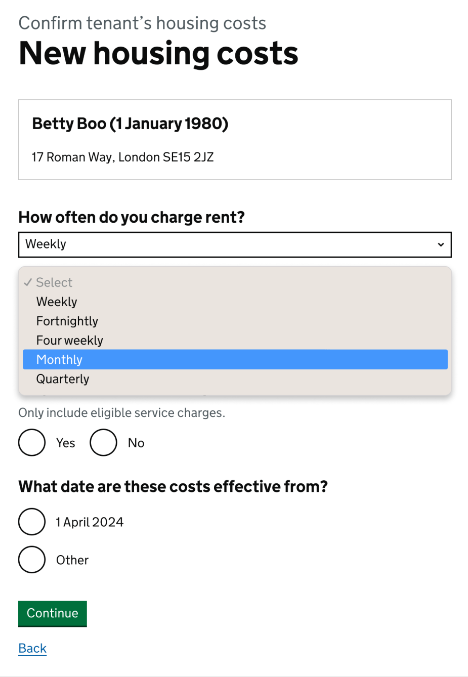 Confirm tenant's housing costs
New housing costs
Betty Boo (1 January 1980)
17 Roman Way, London SE15 2JZ
How often do you charge rent?
Weekly
✓ Select
Weekly
Fortnightly
Four weekly
Monthly
Quarterly
Only include eligible service charges.
Yes No
What date are these costs effective from?
1 April 2024
Other
Continue
Back